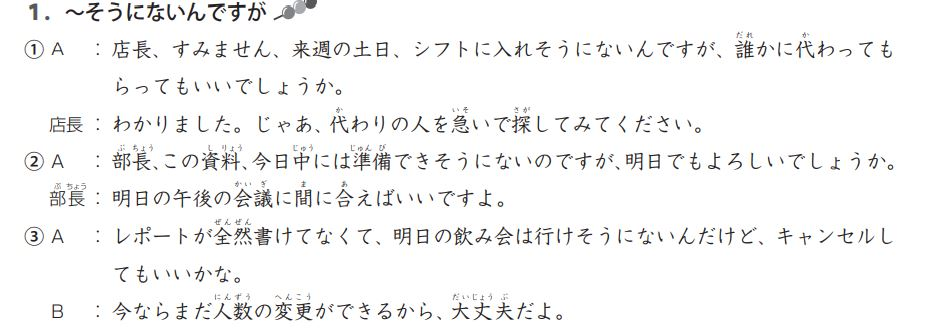 1. ～そうにないんですが
① A ： 店長、すみません、来週の土日、シフトに入れそうにないんですが、誰かに代わっても
らってもいいでしょうか。
店長 ： わかりました。じゃあ、代わりの人を急いで探してみてください。
② A ： 部長、この資料、今日中には準備できそうにないのですが、明日でもよろしいでしょうか。
部長 ： 明日の午後の会議に間に合えばいいですよ。
③ A ： レポートが全然書けてなくて、明日の飲み会は行けそうにないんだけど、キャンセルし
てもいいかな。
B ： 今ならまだ人数の変更ができるから、大丈夫だよ。